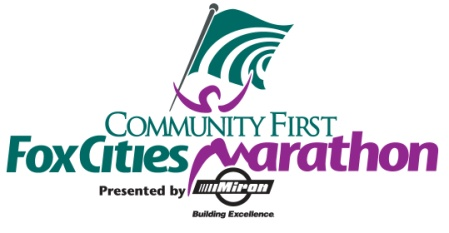 COMMUNITY FIRST
FoxCities Marathon
Presented by Miron
Building Excellence.